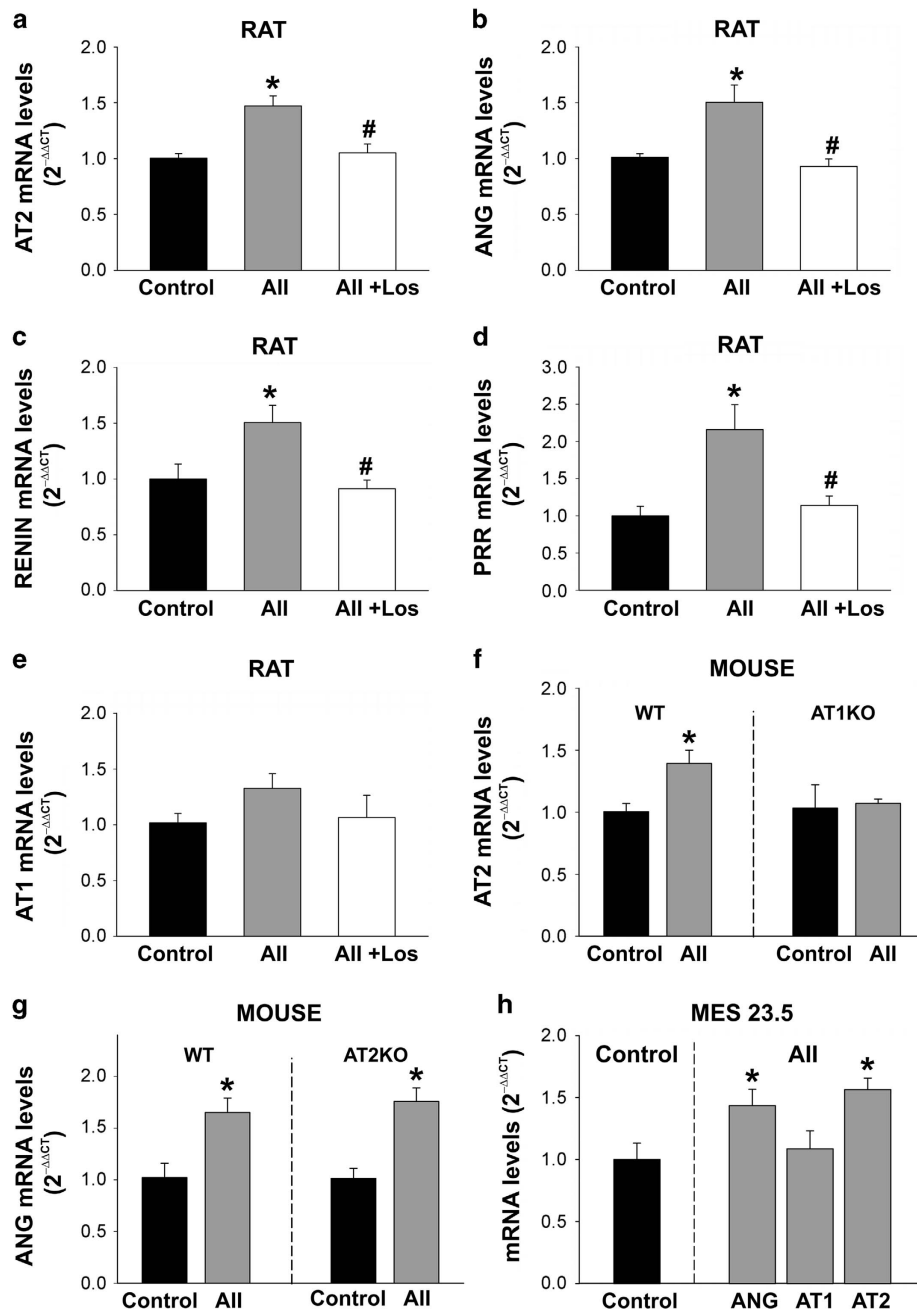 a
RAT
AT2 mRNA levels
(2^-ΔΔCT)
2.0
1.5
1.0
0.5
0.0
*
#
Control AII AII +Los
b
RAT
ANG mRNA levels
(2^-ΔΔCT)
2.0
1.5
1.0
0.5
0.0
*
#
Control AII AII +Los
c
RAT
RENIN mRNA levels
(2^-ΔΔCT)
2.0
1.5
1.0
0.5
0.0
*
#
Control AII AII +Los
d
RAT
PRR mRNA levels
(2^-ΔΔCT)
3.0
2.5
2.0
1.5
1.0
0.5
0.0
*
#
Control AII AII +Los
e
RAT
AT1 mRNA levels
(2^-ΔΔCT)
2.0
1.5
1.0
0.5
0.0
Control AII AII +Los
f
MOUSE
AT2 mRNA levels
(2^-ΔΔCT)
2.0
1.5
1.0
0.5
0.0
WT AT1KO
*
Control AII Control AII
g
MOUSE
ANG mRNA levels
(2^-ΔΔCT)
2.0
1.5
1.0
0.5
0.0
WT AT2KO
* *
Control AII Control AII
h
MES 23.5
mRNA levels (2^-ΔΔCT)
2.0
1.5
1.0
0.5
0.0
Control AII
* *
ANG AT1 AT2